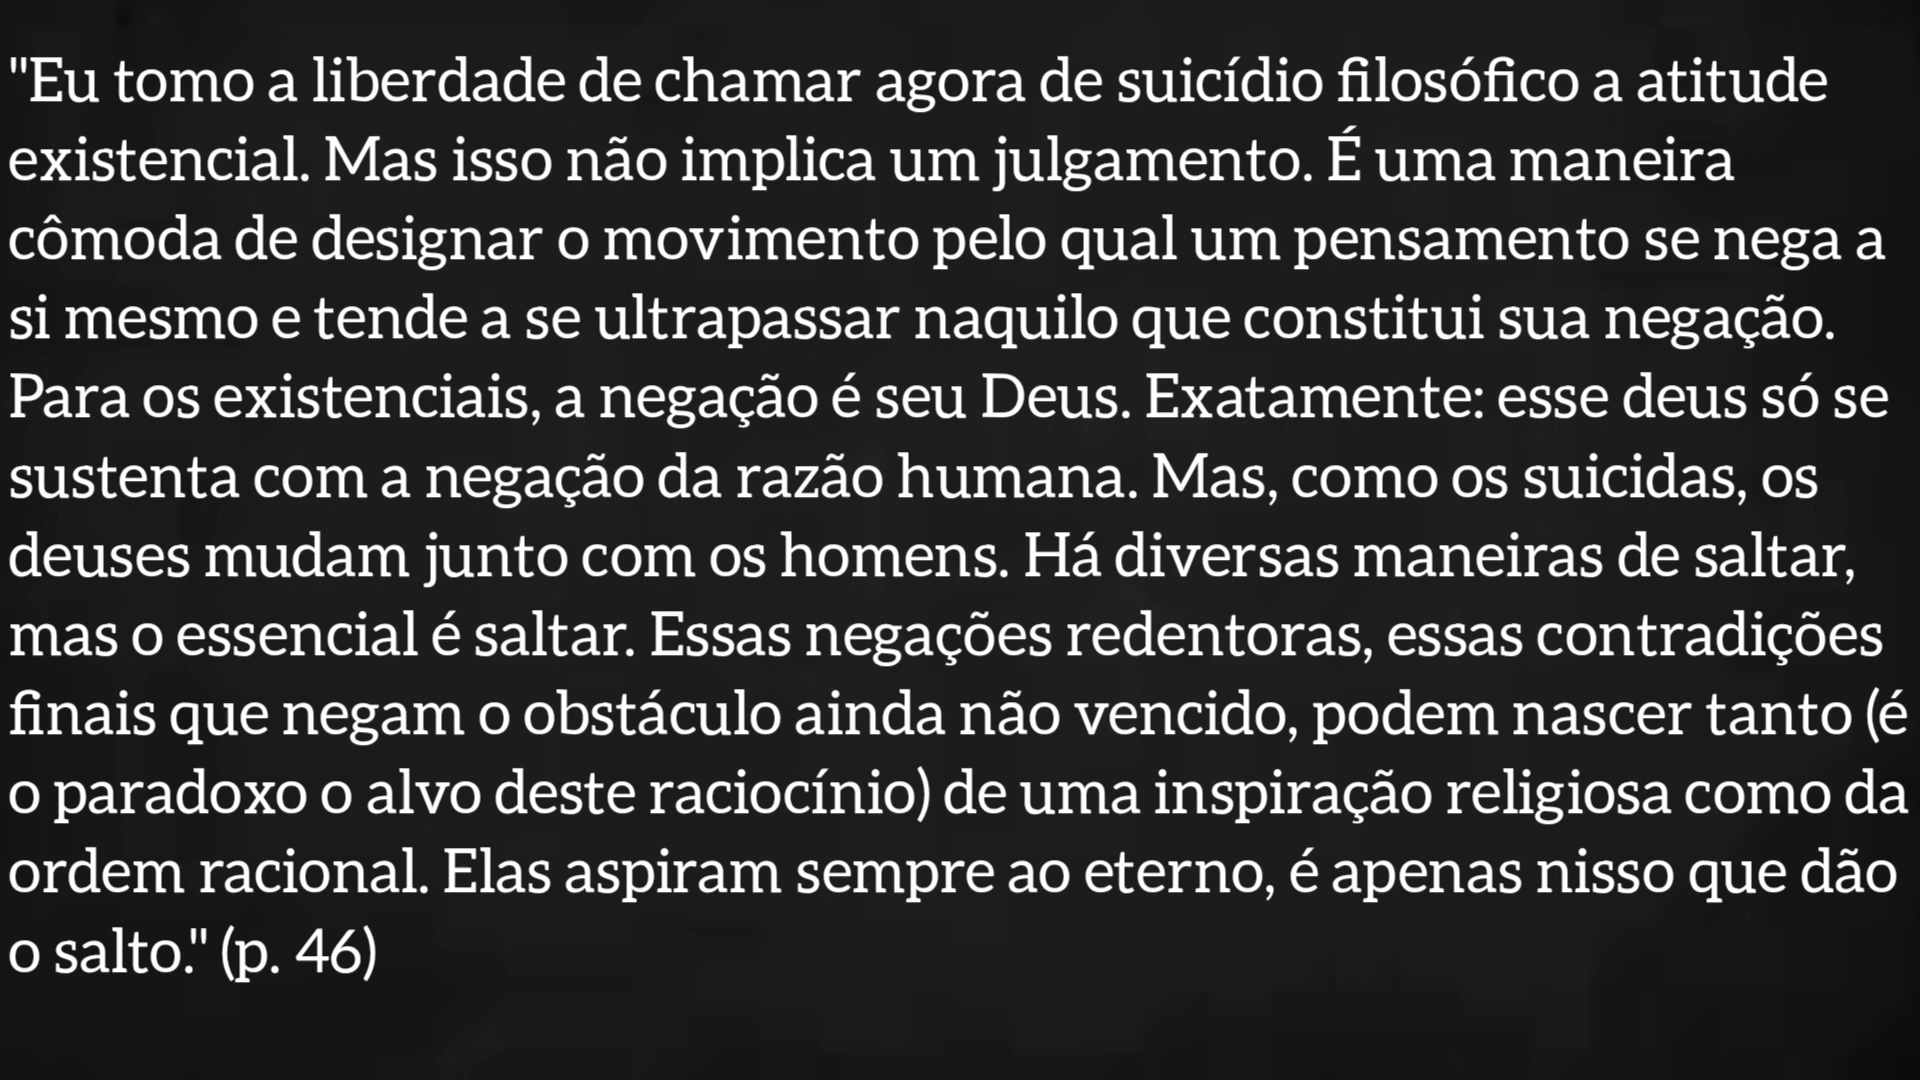 "Eu tomo a liberdade de chamar agora de suicídio filosófico a atitude
existencial. Mas isso não implica um julgamento. É uma maneira
cômoda de designar o movimento pelo qual um pensamento se nega a
si mesmo e tende a se ultrapassar naquilo que constitui sua negação.
Para os existenciais, a negação é seu Deus. Exatamente: esse deus só se
sustenta com a negação da razão humana. Mas, como os suicidas, os
deuses mudam junto com os homens. Há diversas maneiras de saltar,
mas o essencial é saltar. Essas negações redentoras, essas contradições
finais que negam o obstáculo ainda não vencido, podem nascer tanto (é
o paradoxo o alvo deste raciocínio) de uma inspiração religiosa como da
ordem racional. Elas aspiram sempre ao eterno, é apenas nisso que dão
o salto." (p. 46)